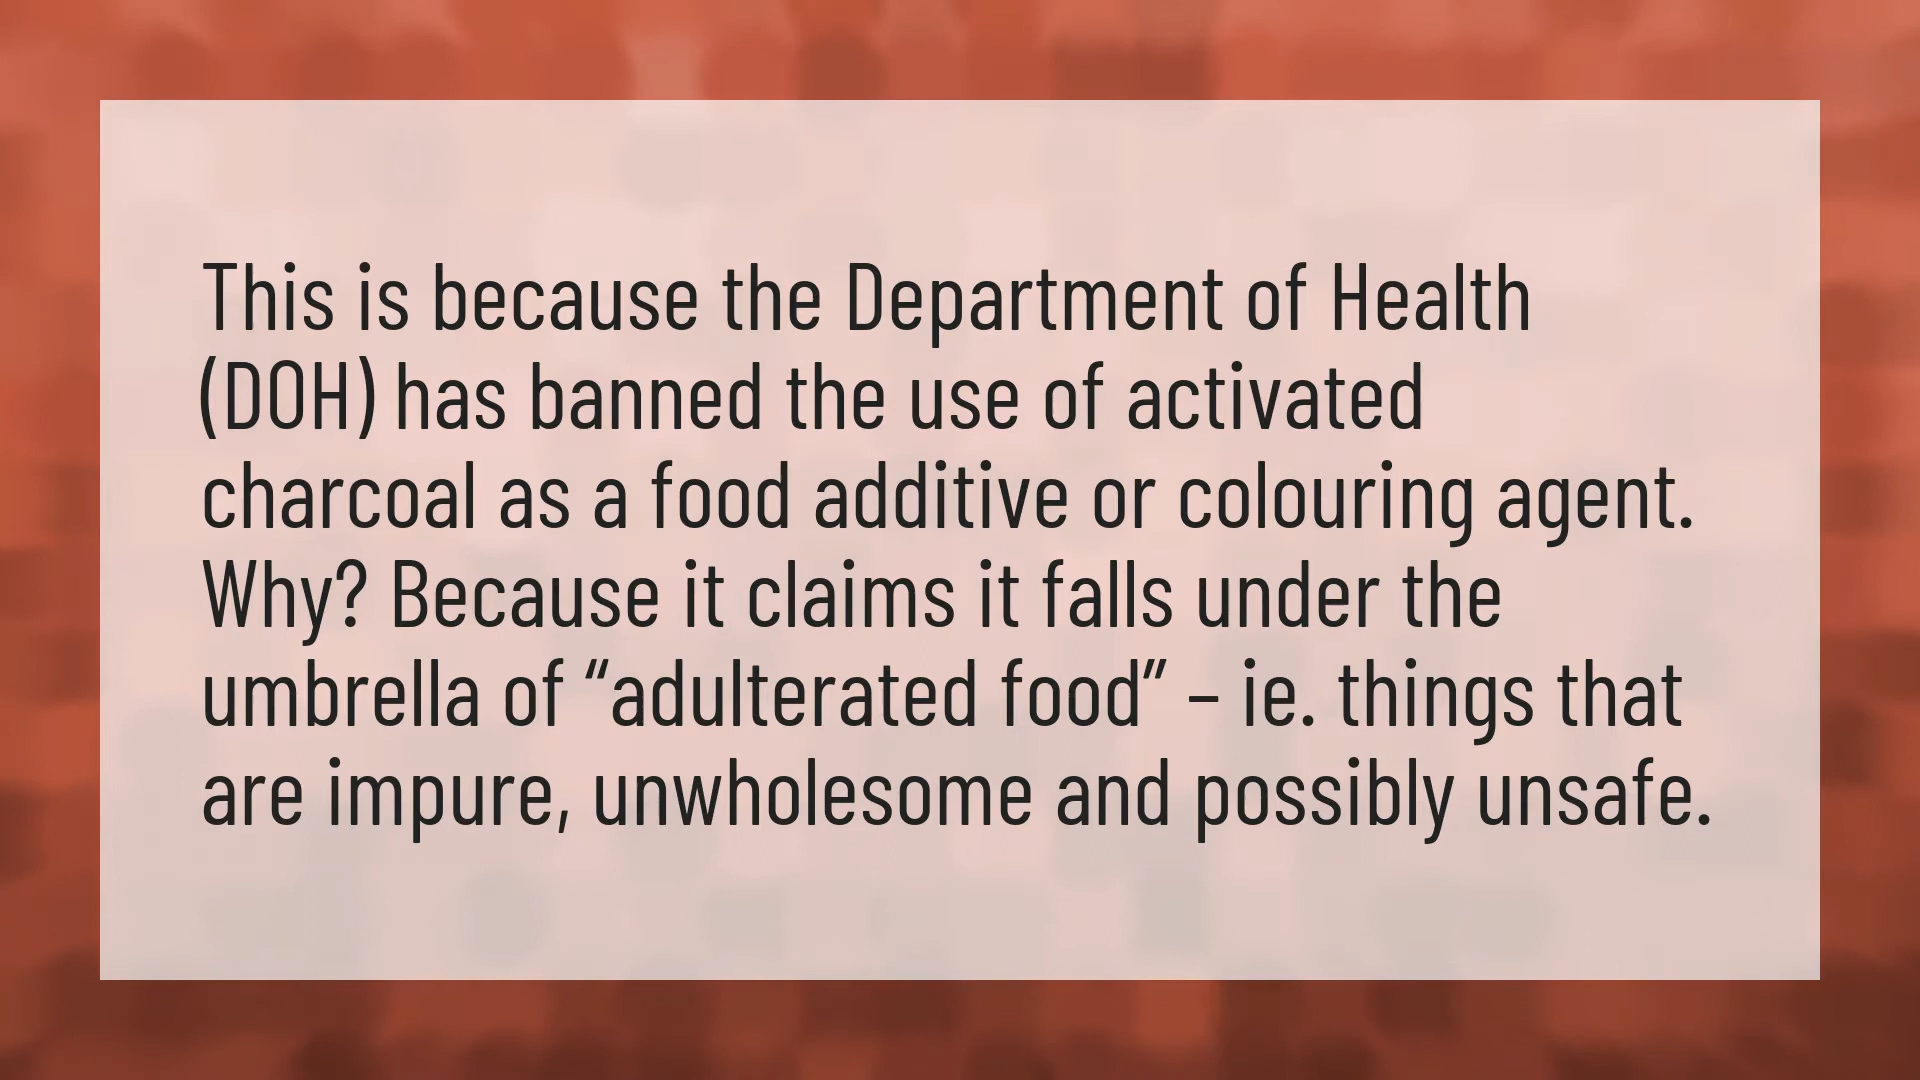 This is because the Department of Health
(DOH) has banned the use of activated
charcoal as a food additive or colouring agent.
Why? Because it claims it falls under the
umbrella of “adulterated food” – ie. things that
are impure, unwholesome and possibly unsafe.